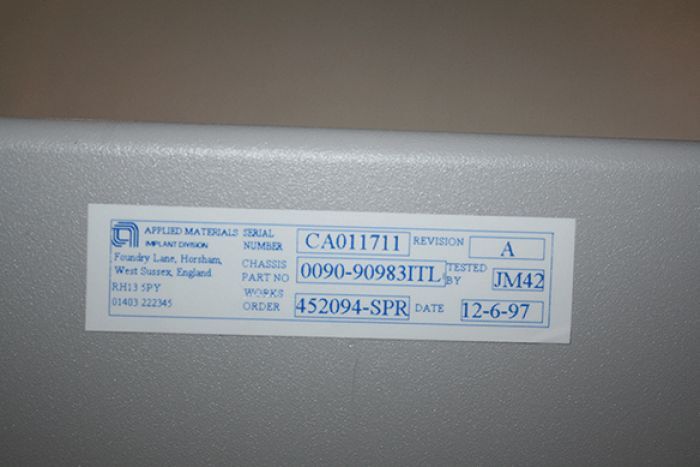 APPLIED MATERIALS
IMPLANT DIVISION
Foundry Lane, Horsham,
West Sussex, England
RH13 5PY
01403 222345
SERIAL NUMBER CA011711 REVISION A
CHASSIS PART NO 0090-90983ITL TESTED BY JM42
WORKS ORDER 452094-SPR DATE 12-6-97